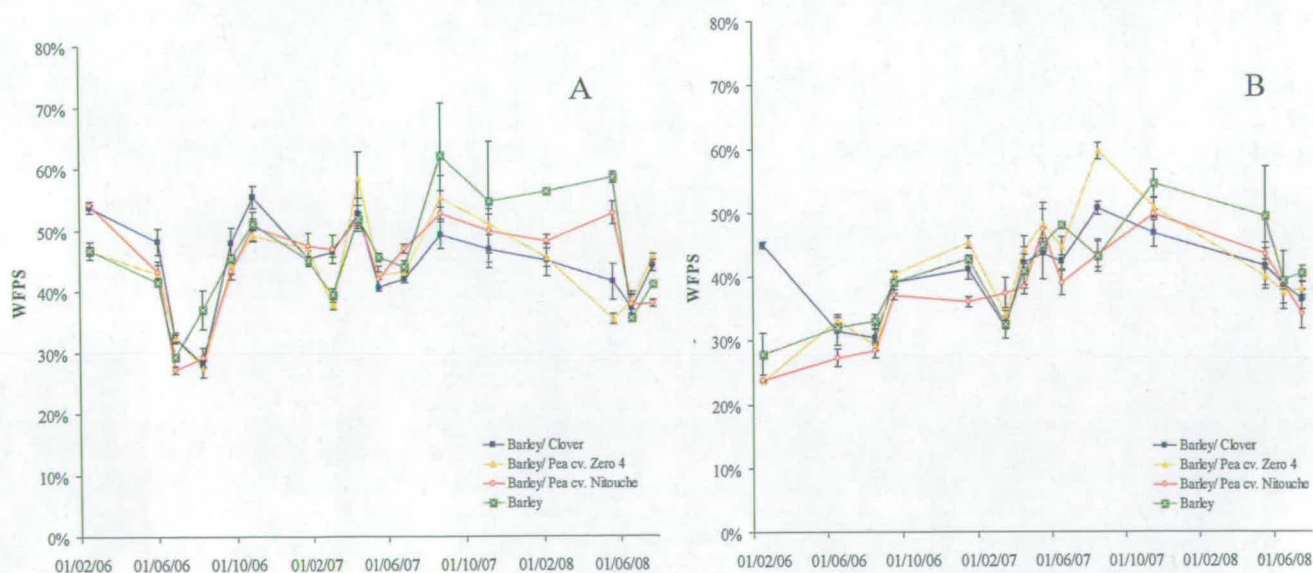 A
80%
70%
60%
50%
40%
30%
20%
10%
0%
WFPS
Barley/ Clover
Barley/ Pea cv. Zero 4
Barley/ Pea cv. Nitouche
Barley
01/02/06 01/06/06 01/10/06 01/02/07 01/06/07 01/10/07 01/02/08 01/06/08
B
80%
70%
60%
50%
40%
30%
20%
10%
0%
WFPS
Barley/ Clover
Barley/ Pea cv. Zero 4
Barley/ Pea cv. Nitouche
Barley
01/02/06 01/06/06 01/10/06 01/02/07 01/06/07 01/10/07 01/02/08 01/06/08